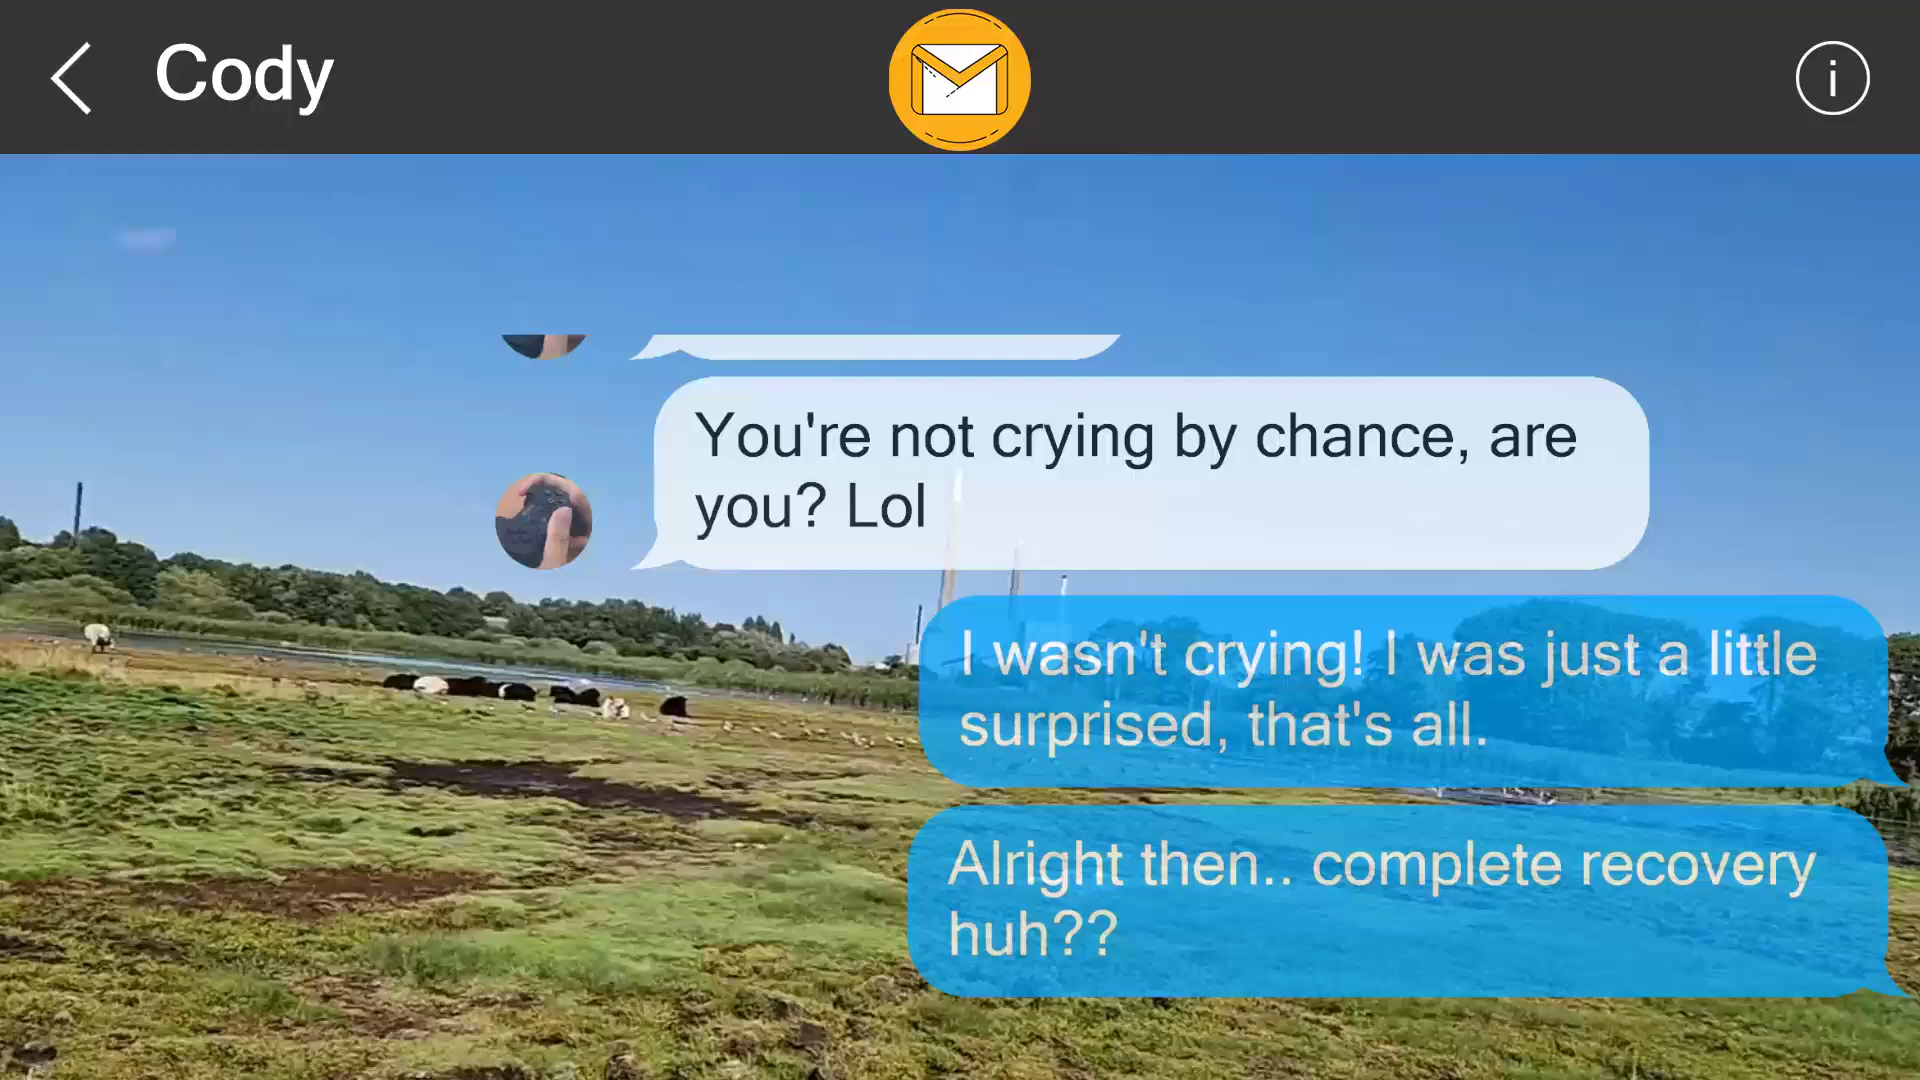 Cody
You're not crying by chance, are
you? Lol
I wasn't crying! I was just a little
surprised, that's all.
Alright then.. complete recovery
huh??